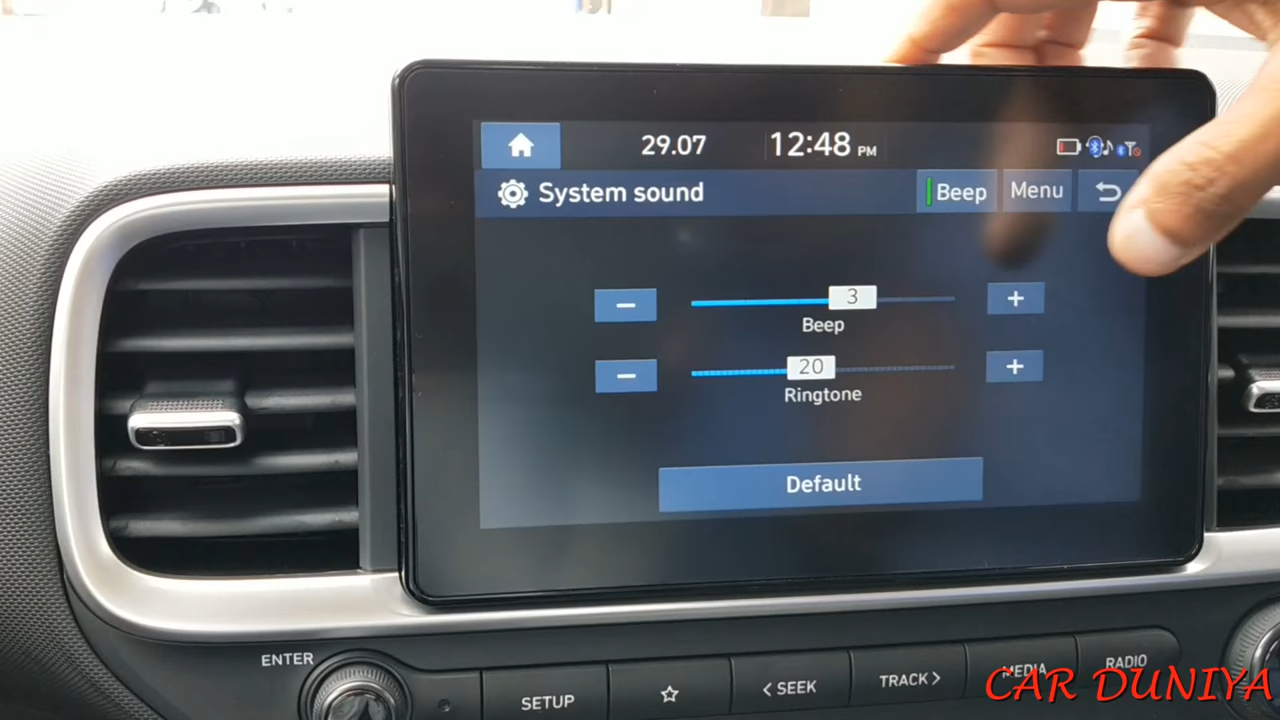 29.07 12:48 PM
System sound Beep Menu
− 3 +
Beep
− 20 +
Ringtone
Default
ENTER
SETUP ☆ < SEEK TRACK > MEDIA RADIO
CAR DUNIYA